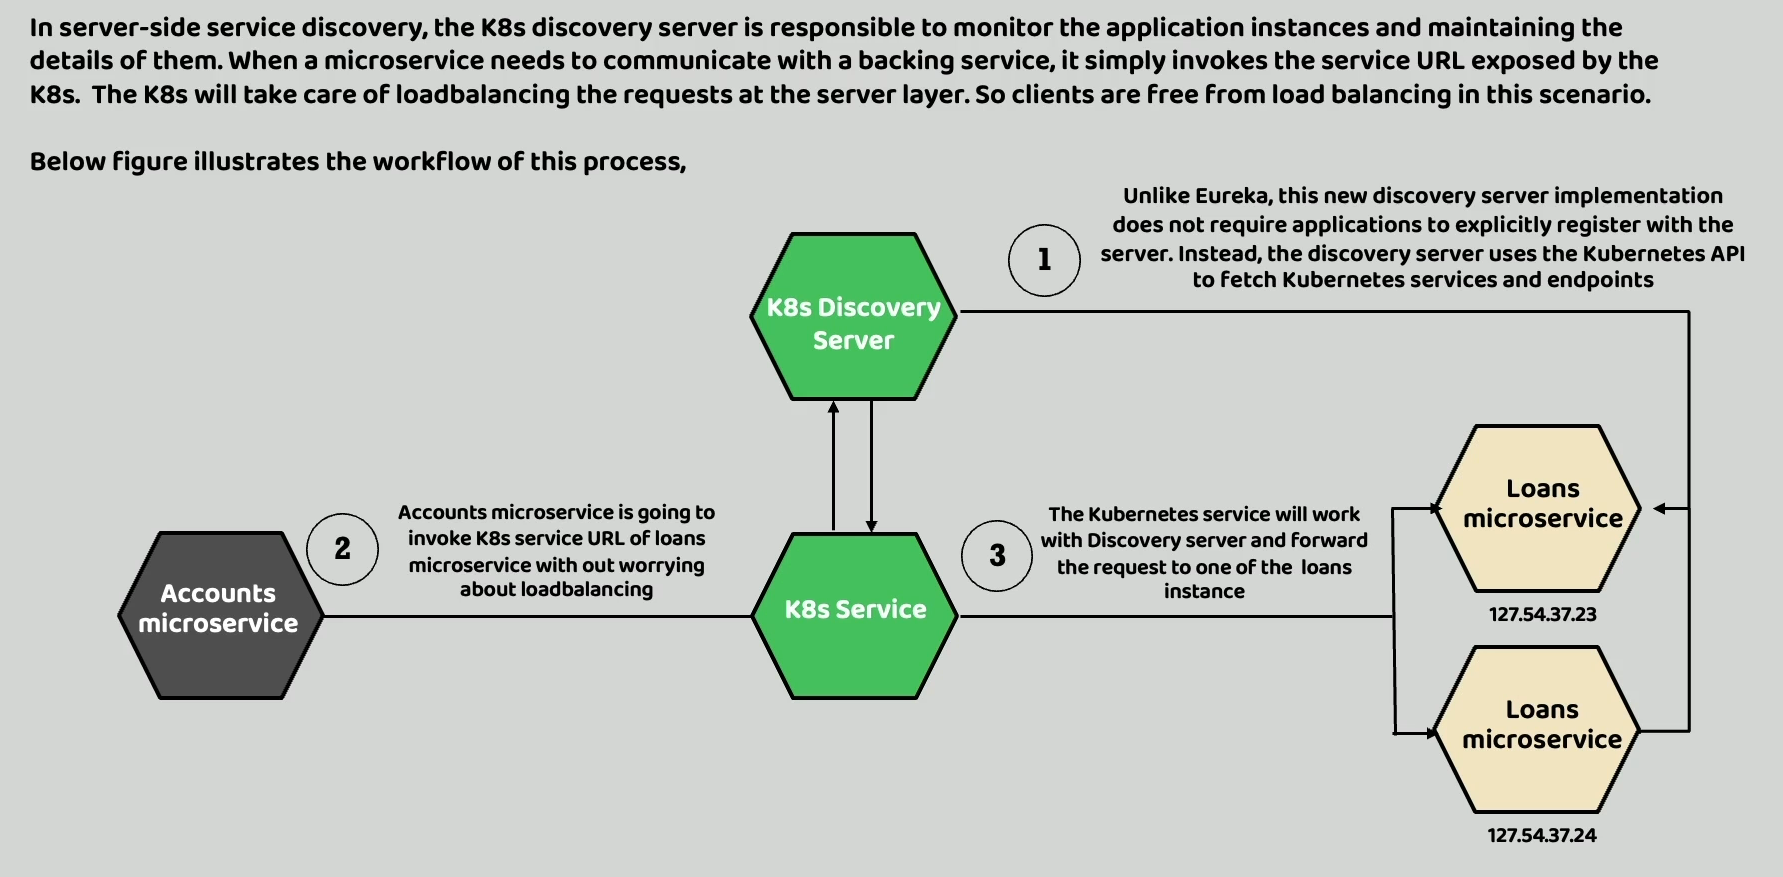 In server-side service discovery, the K8s discovery server is responsible to monitor the application instances and maintaining the
details of them. When a microservice needs to communicate with a backing service, it simply invokes the service URL exposed by the
K8s. The K8s will take care of loadbalancing the requests at the server layer. So clients are free from load balancing in this scenario.
Below figure illustrates the workflow of this process,
1
Unlike Eureka, this new discovery server implementation
does not require applications to explicitly register with the
server. Instead, the discovery server uses the Kubernetes API
to fetch Kubernetes services and endpoints
K8s Discovery
Server
Accounts
microservice
2
Accounts microservice is going to
invoke K8s service URL of loans
microservice with out worrying
about loadbalancing
K8s Service
3
The Kubernetes service will work
with Discovery server and forward
the request to one of the loans
instance
Loans
microservice
127.54.37.23
Loans
microservice
127.54.37.24